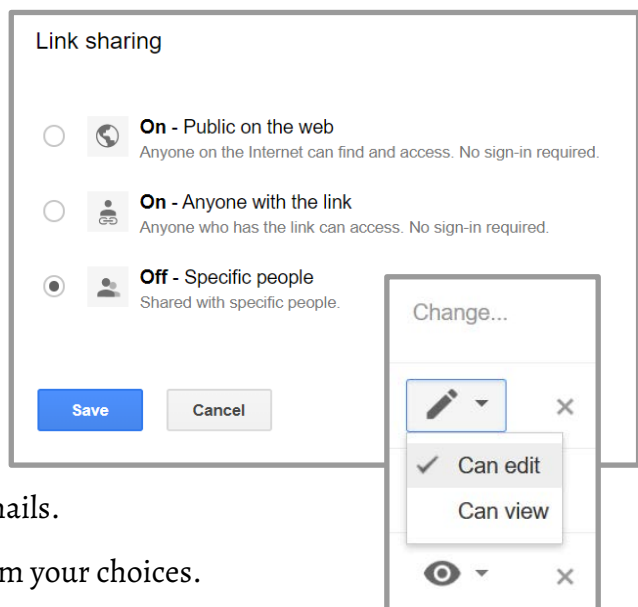 Link sharing
On - Public on the web
Anyone on the Internet can find and access. No sign-in required.
On - Anyone with the link
Anyone who has the link can access. No sign-in required.
Off - Specific people
Shared with specific people.
Save Cancel
Change...
Can edit
Can view
your choices.